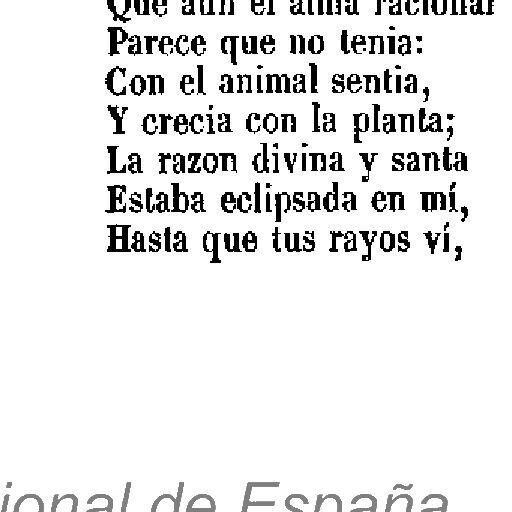 Que aun el alma racional
Parece que no tenia:
Con el animal sentia,
Y crecia con la planta;
La razon divina y santa
Estaba eclipsada en mí,
Hasta que tus rayos ví,
ional de España